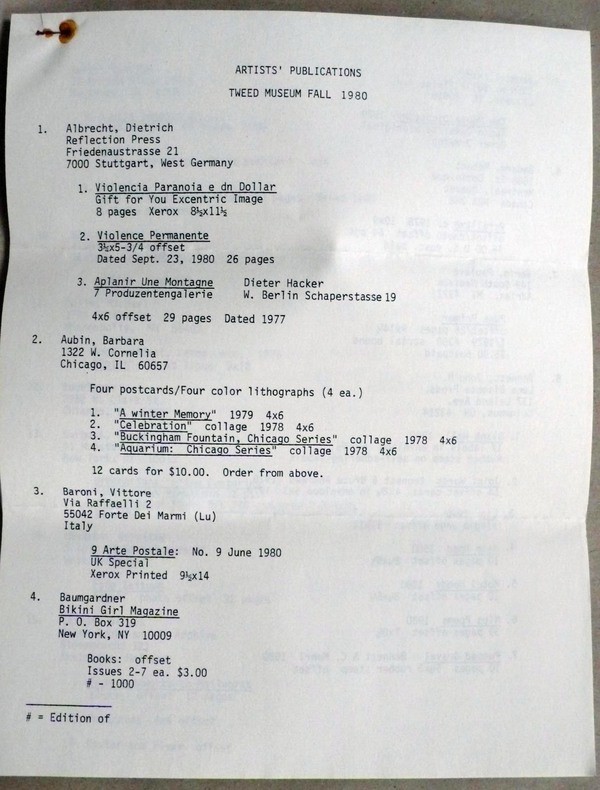 ARTISTS' PUBLICATIONS
TWEED MUSEUM FALL 1980
1. Albrecht, Dietrich
Reflection Press
Friedenaustrasse 21
7000 Stuttgart, West Germany
1. Violencia Paranoia e dn Dollar
Gift for You Excentric Image
8 pages Xerox 8½x11½
2. Violence Permanente
3½x5-3/4 offset
Dated Sept. 23, 1980 26 pages
3. Aplanir Une Montagne Dieter Hacker
7 Produzentengalerie W. Berlin Schaperstasse 19
4x6 offset 29 pages Dated 1977
2. Aubin, Barbara
1322 W. Cornelia
Chicago, IL 60657
Four postcards/Four color lithographs (4 ea.)
1. "A winter Memory" 1979 4x6
2. "Celebration" collage 1978 4x6
3. "Buckingham Fountain, Chicago Series" collage 1978 4x6
4. "Aquarium: Chicago Series" collage 1978 4x6
12 cards for $10.00. Order from above.
3. Baroni, Vittore
Via Raffaelli 2
55042 Forte Dei Marmi (Lu)
Italy
9 Arte Postale: No. 9 June 1980
UK Special
Xerox Printed 9½x14
4. Baumgardner
Bikini Girl Magazine
P. O. Box 319
New York, NY 10009
Books: offset
Issues 2-7 ea. $3.00
# - 1000
# = Edition of